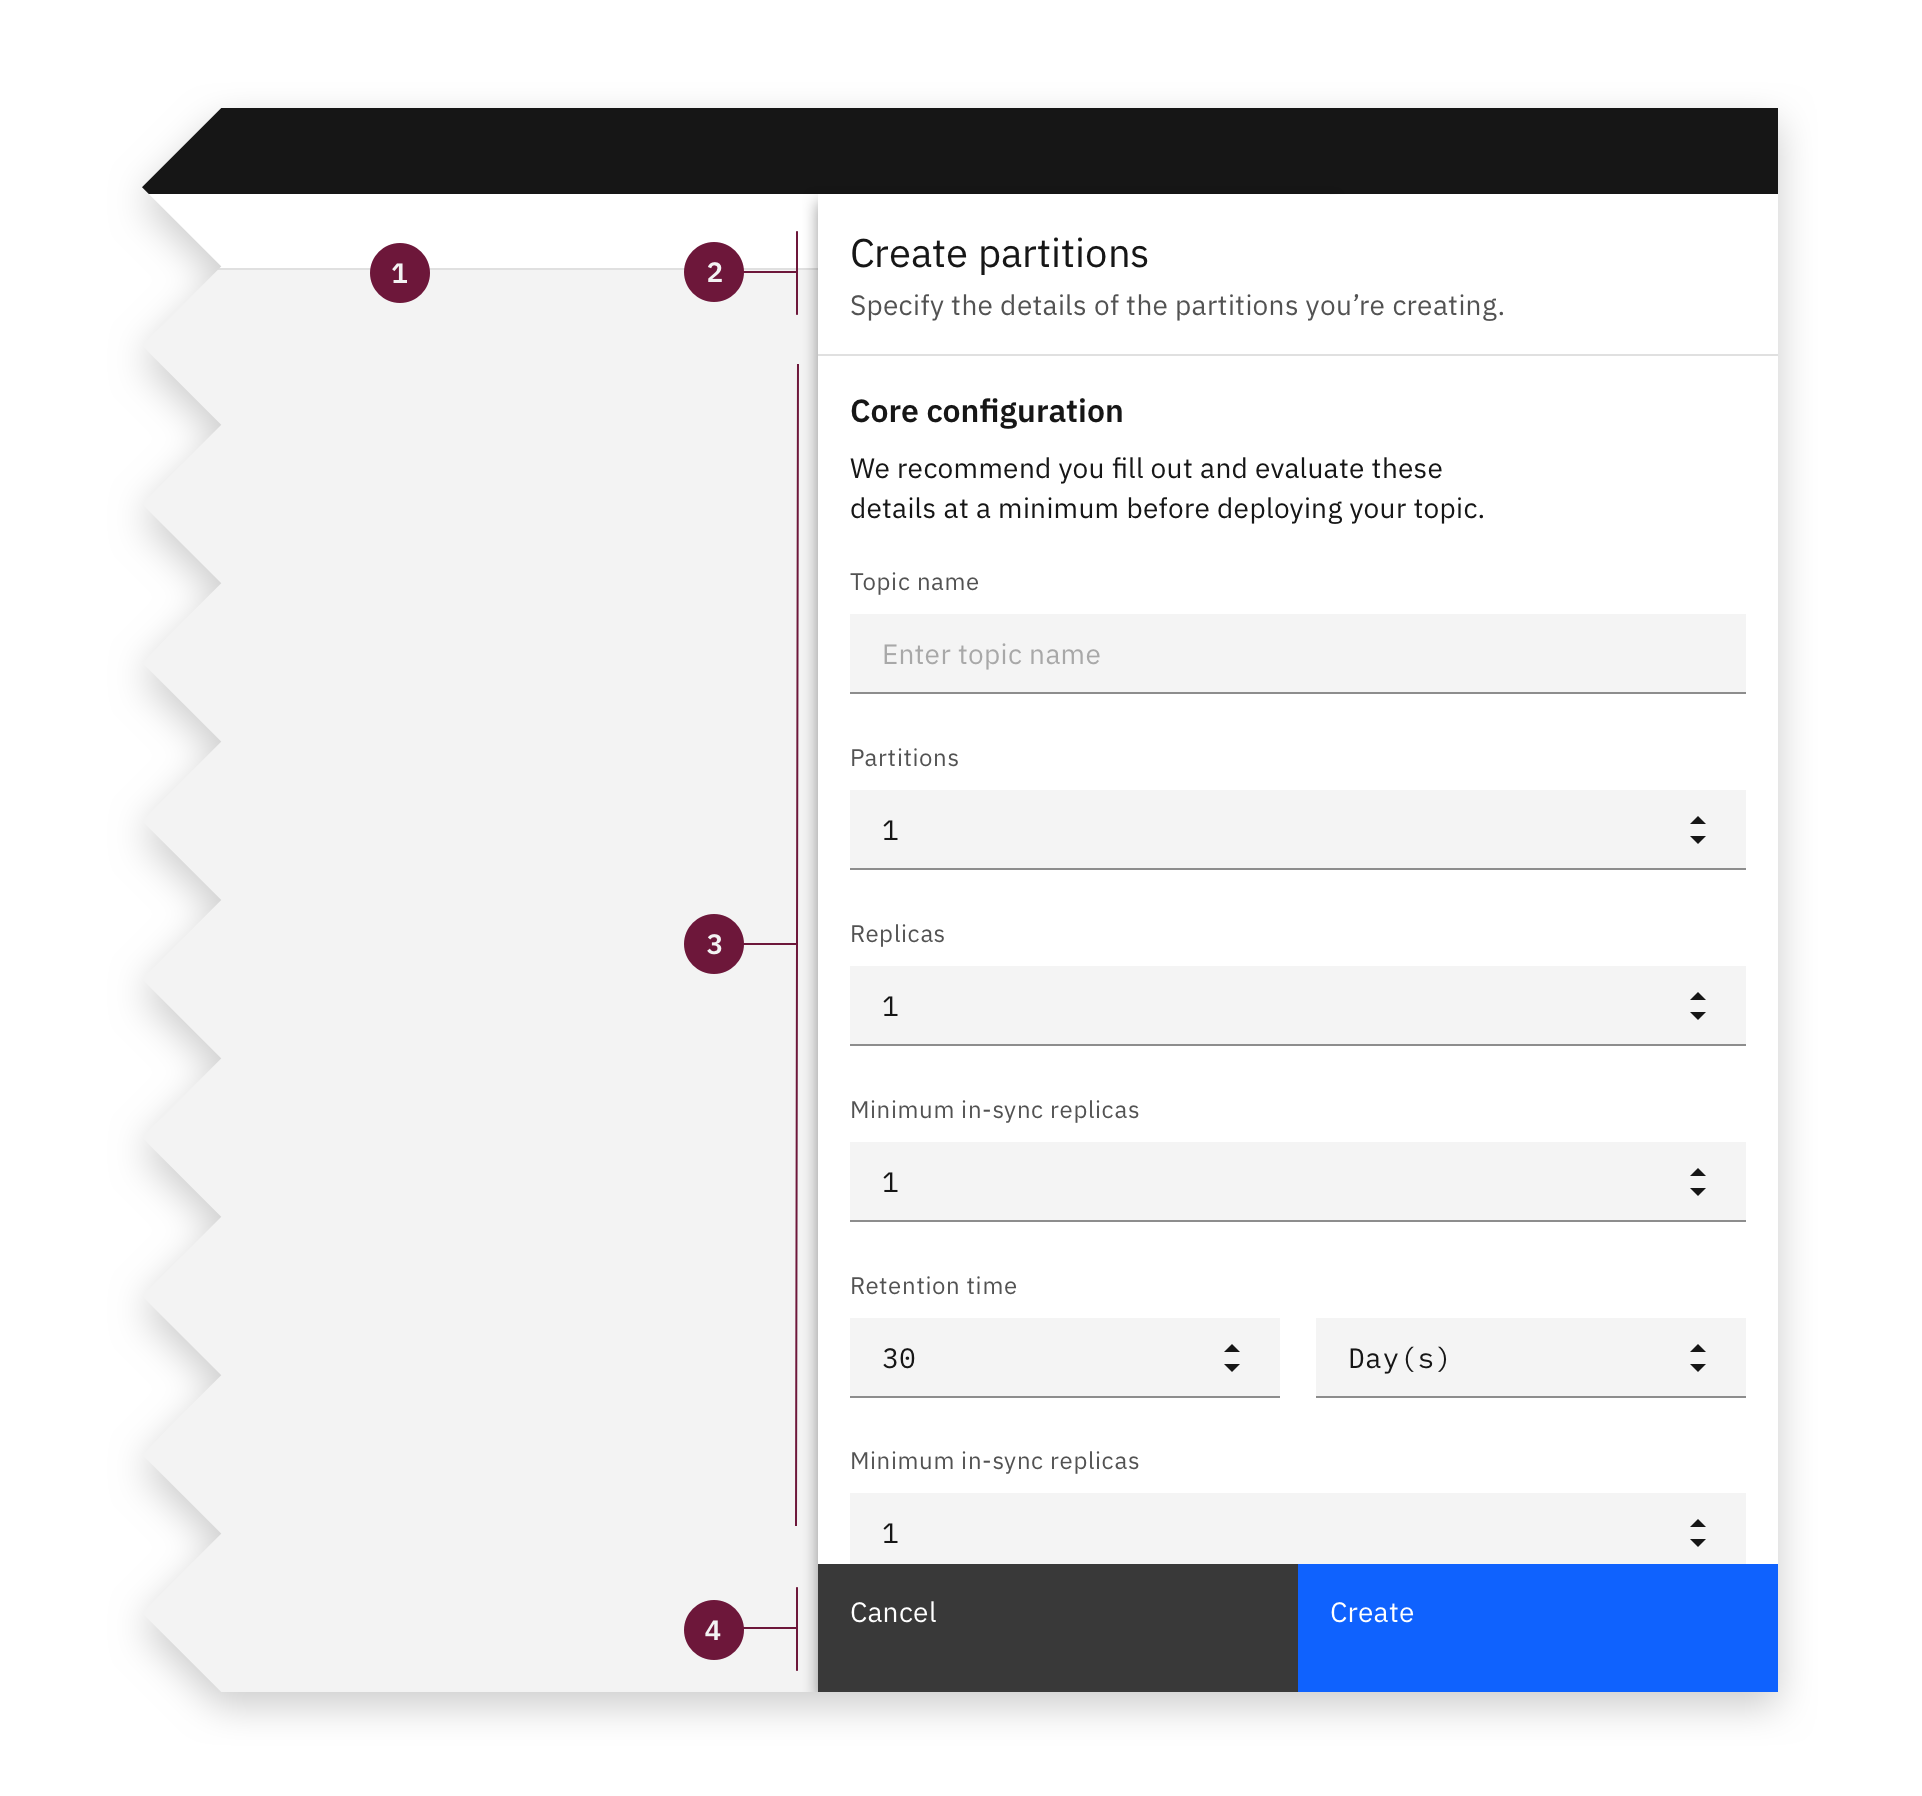 1
2
Create partitions
Specify the details of the partitions you’re creating.
Core configuration
We recommend you fill out and evaluate these
details at a minimum before deploying your topic.
Topic name
Enter topic name
Partitions
1
3
Replicas
1
Minimum in-sync replicas
1
Retention time
30 Day(s)
Minimum in-sync replicas
1
4
Cancel Create